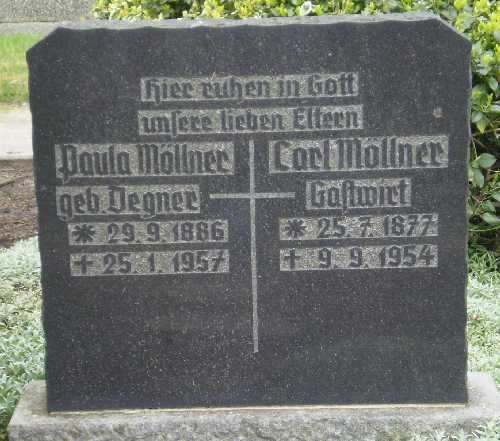 Hier ruhen in Gott
unsere lieben Eltern
Paula Möllner
geb. Degner
* 29. 9. 1886
+ 25. 1. 1957
Carl Möllner
Gastwirt
* 25. 7. 1877
+ 9. 9. 1954